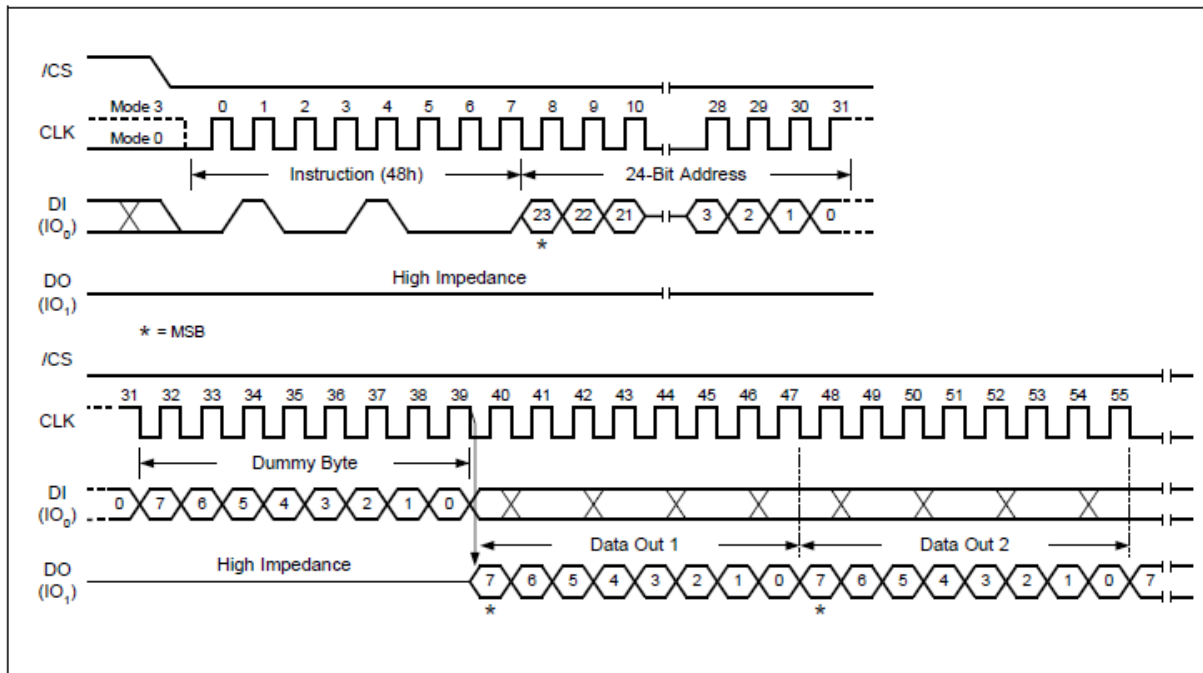 /CS
Mode 3 0 1 2 3 4 5 6 7 8 9 10 28 29 30 31
CLK Mode 0
Instruction (48h) 24-Bit Address
DI
(IO0) 23 22 21 3 2 1 0
*
DO High Impedance
(IO1)
* = MSB
/CS
31 32 33 34 35 36 37 38 39 40 41 42 43 44 45 46 47 48 49 50 51 52 53 54 55
CLK
Dummy Byte
DI
(IO0) 0 7 6 5 4 3 2 1 0
Data Out 1 Data Out 2
DO High Impedance
(IO1) 7 6 5 4 3 2 1 0 7 6 5 4 3 2 1 0 7
* *